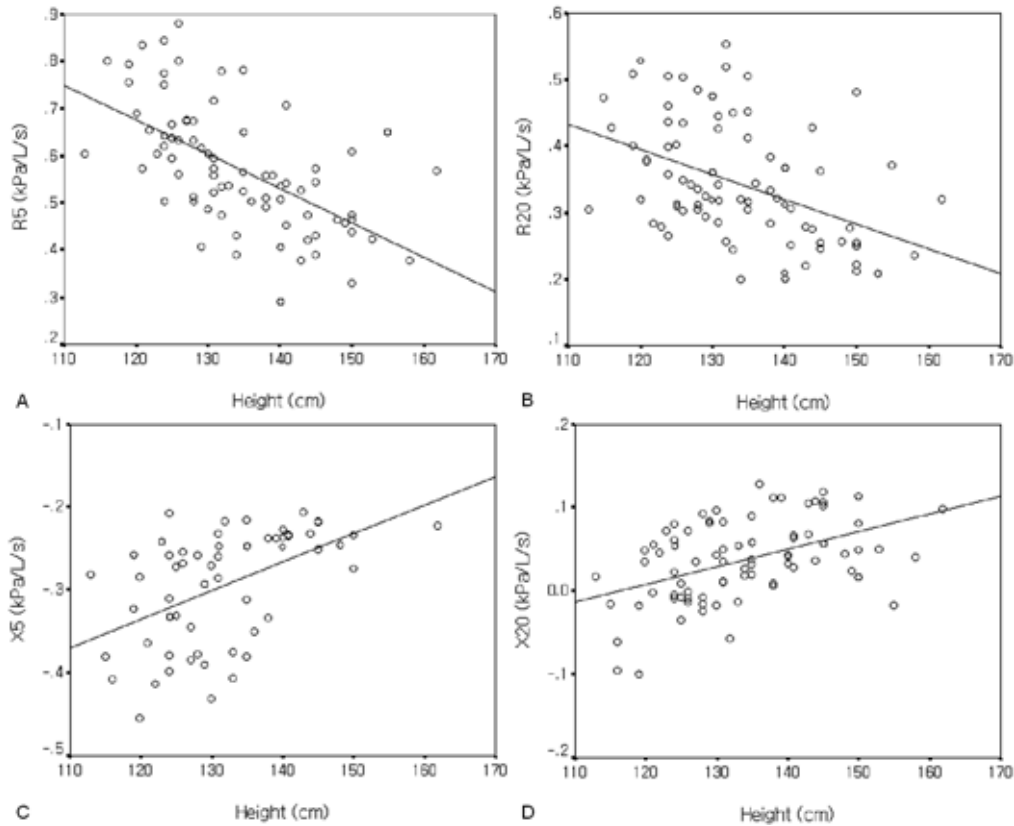 .9
.8
.7
.6
.5
.4
.3
.2
R5 (kPa/L/s)
110 120 130 140 150 160 170
A Height (cm)
.6
.5
.4
.3
.2
.1
R20 (kPa/L/s)
110 120 130 140 150 160 170
B Height (cm)
-.1
-.2
-.3
-.4
-.5
X5 (kPa/L/s)
110 120 130 140 150 160 170
C Height (cm)
.2
.1
0.0
-.1
-.2
X20 (kPa/L/s)
110 120 130 140 150 160 170
D Height (cm)